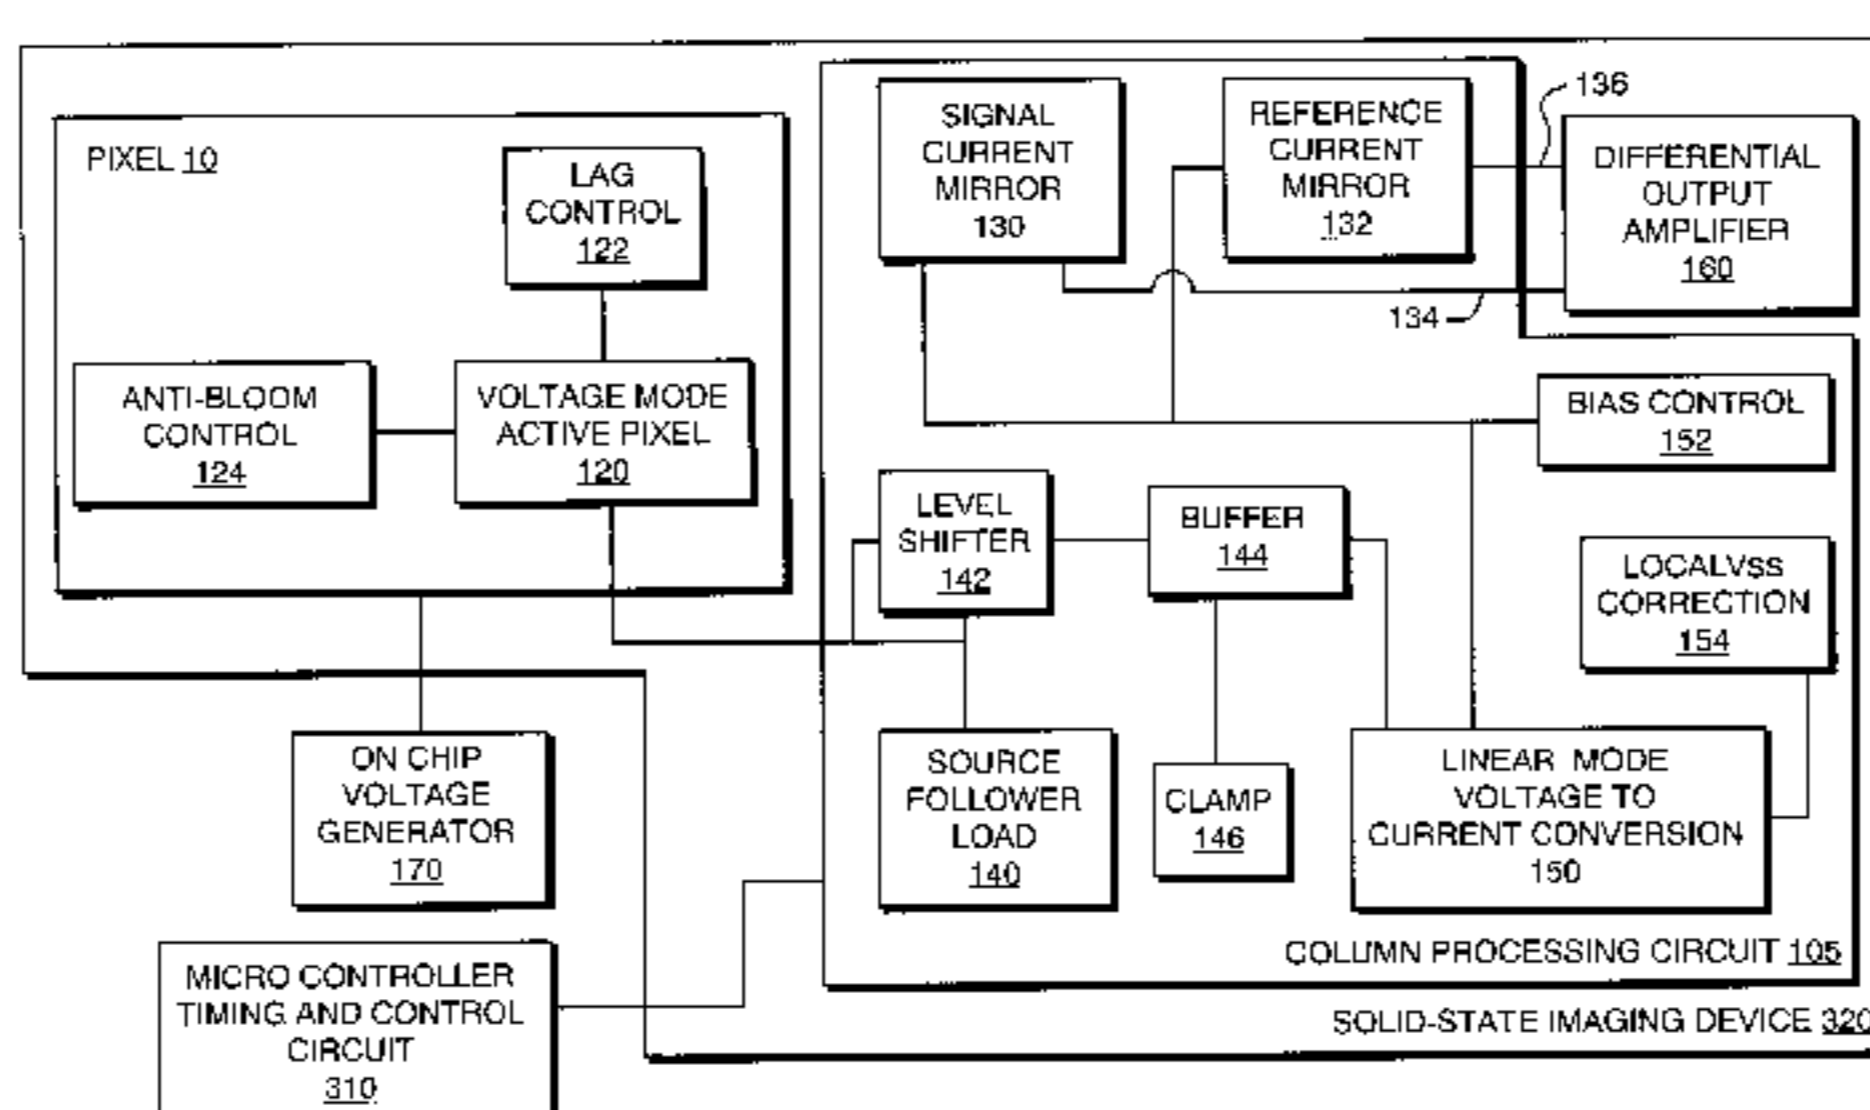 PIXEL 10
LAG
CONTROL
122
ANTI-BLOOM
CONTROL
124
VOLTAGE MODE
ACTIVE PIXEL
120
SIGNAL
CURRENT
MIRROR
130
REFERENCE
CURRENT
MIRROR
132
136
DIFFERENTIAL
OUTPUT
AMPLIFIER
160
134
BIAS CONTROL
152
LEVEL
SHIFTER
142
BUFFER
144
LOCALVSS
CORRECTION
154
ON CHIP
VOLTAGE
GENERATOR
170
SOURCE
FOLLOWER
LOAD
140
CLAMP
146
LINEAR MODE
VOLTAGE TO
CURRENT CONVERSION
150
COLUMN PROCESSING CIRCUIT 105
MICRO CONTROLLER
TIMING AND CONTROL
CIRCUIT
310
SOLID-STATE IMAGING DEVICE 320